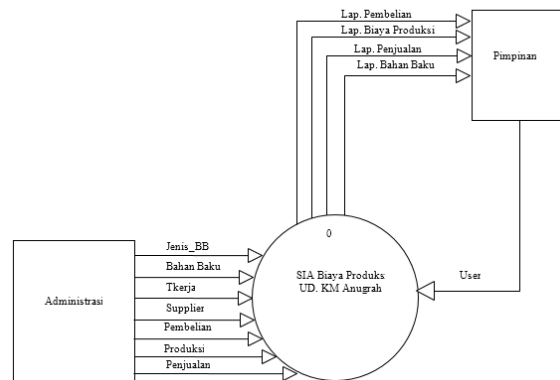 Lap. Pembelian
Lap. Biaya Produksi
Lap. Penjualan
Lap. Bahan Baku
Pimpinan
0
SIA Biaya Produks
UD. KM Anugrah
User
Administrasi
Jenis_BB
Bahan Baku
Tkerja
Supplier
Pembelian
Produksi
Penjualan